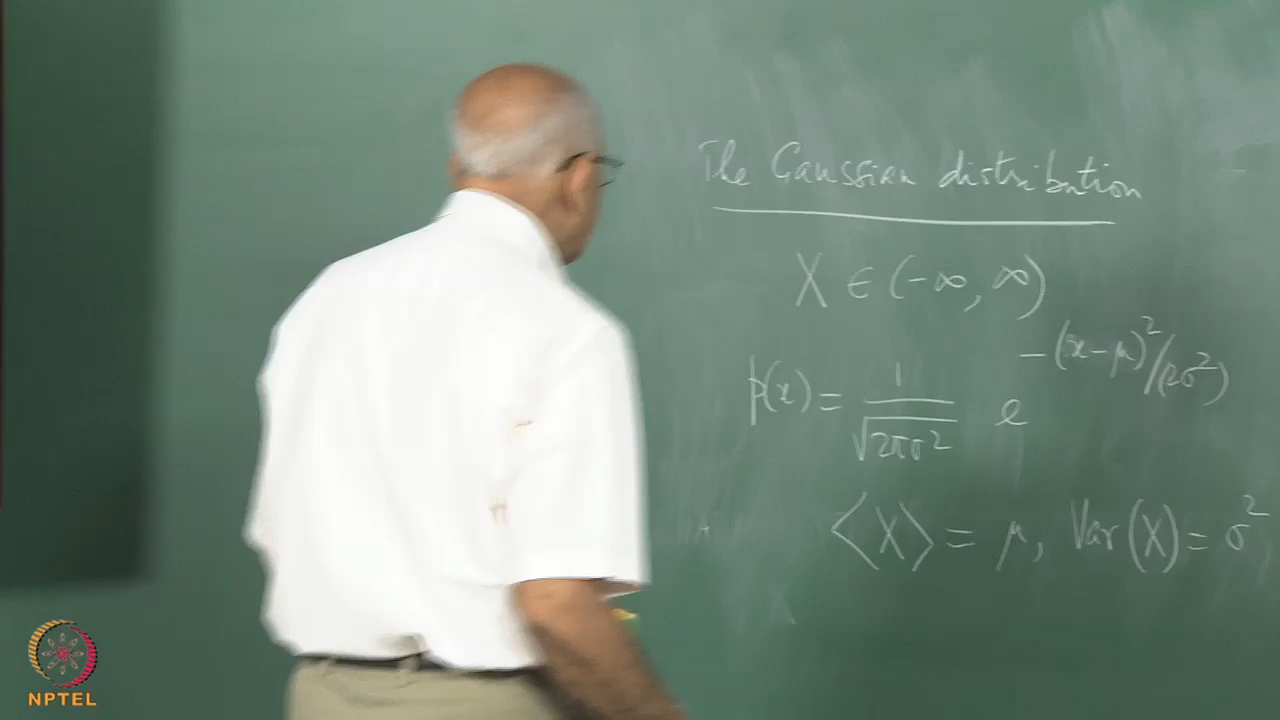 The Gaussian distribution
X ∈ (-∞, ∞)
p(x) = 1/√(2πσ²) e^{-(x-μ)²/(2σ²)}
⟨X⟩ = μ, Var(X) = σ²
NPTEL